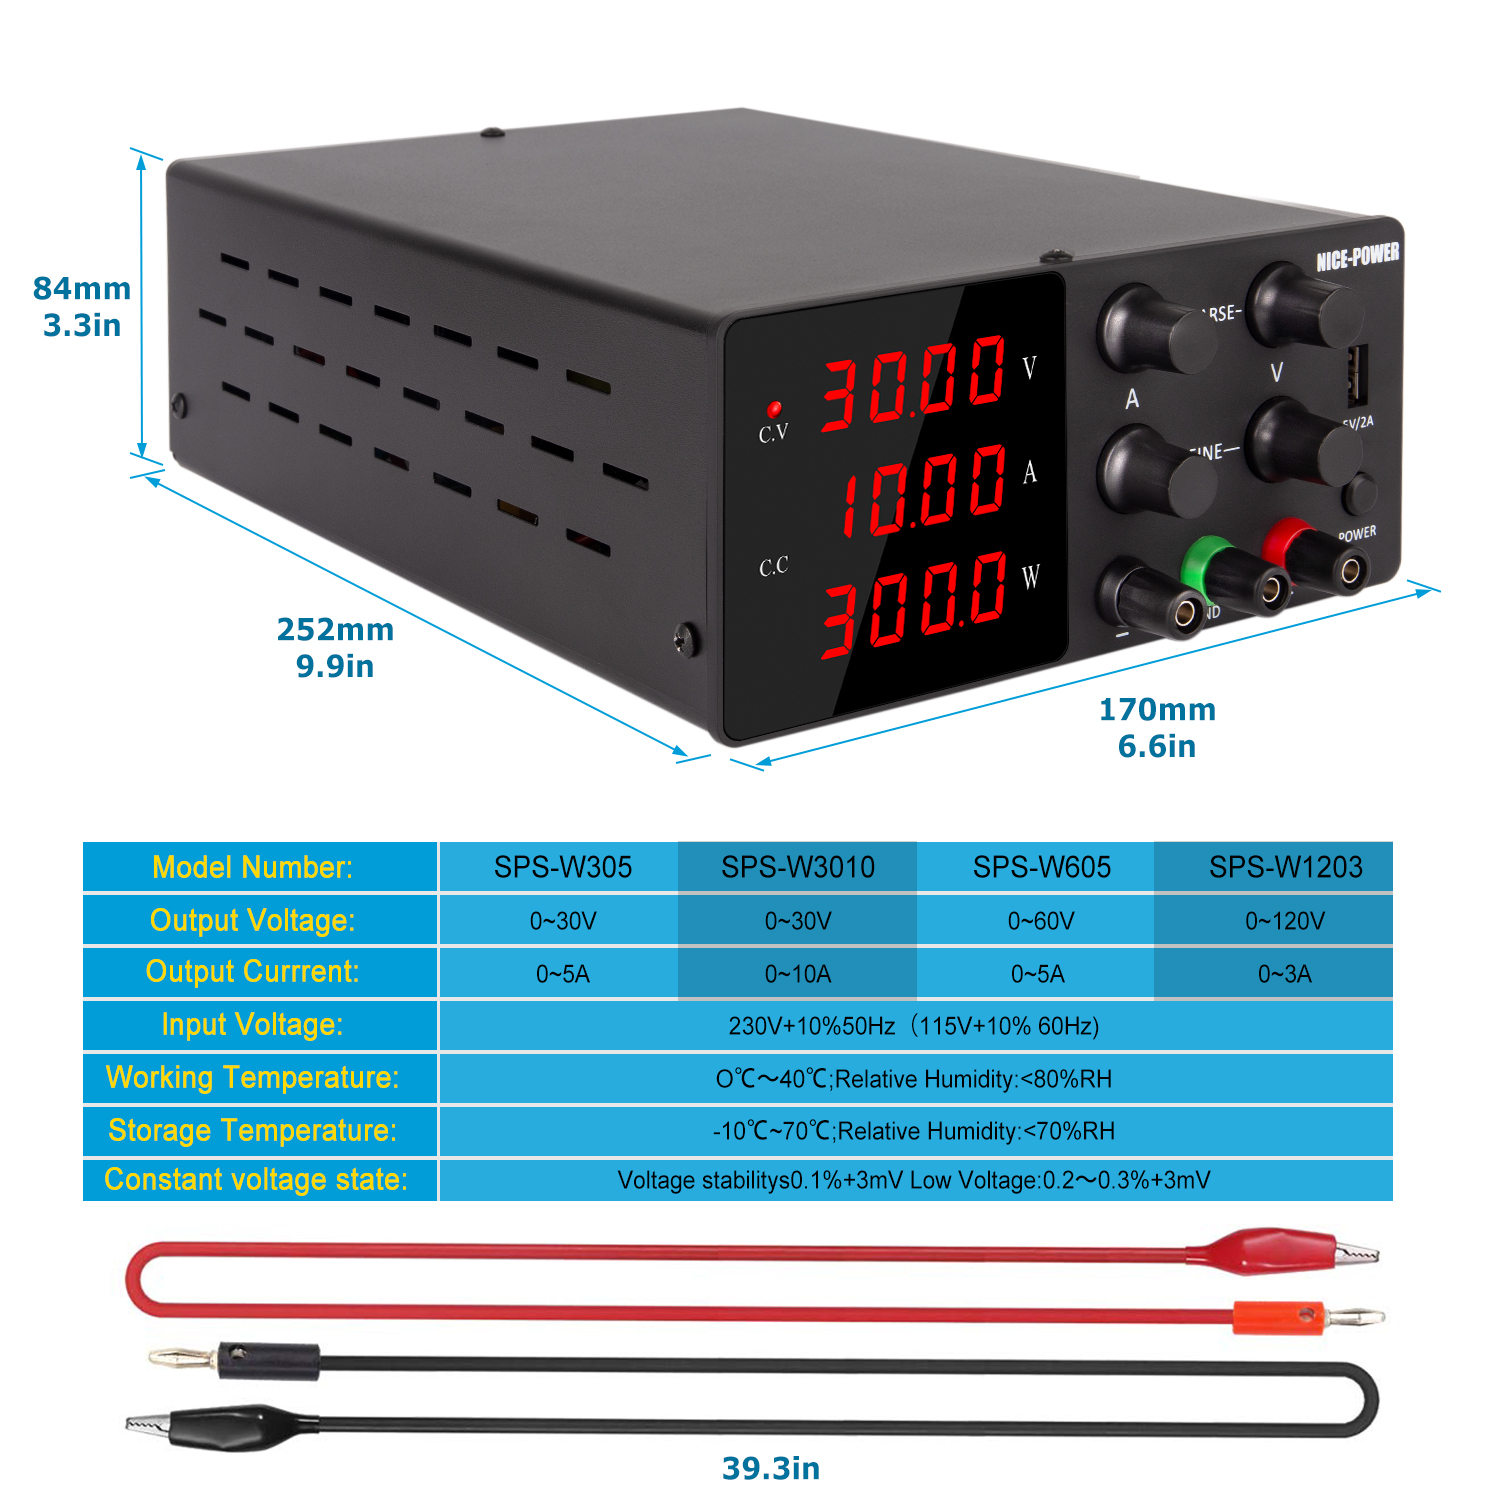 NICE-POWER
84mm
3.3in
30.00 V
C.V
10.00 A
C.C
300.0 W
A
V
5V/2A
POWER
−
252mm
9.9in
170mm
6.6in
Model Number: SPS-W305 SPS-W3010 SPS-W605 SPS-W1203
Output Voltage: 0~30V 0~30V 0~60V 0~120V
Output Currrent: 0~5A 0~10A 0~5A 0~3A
Input Voltage: 230V+10%50Hz（115V+10% 60Hz)
Working Temperature: O℃～40℃;Relative Humidity:<80%RH
Storage Temperature: -10℃~70℃;Relative Humidity:<70%RH
Constant voltage state: Voltage stabilitys0.1%+3mV Low Voltage:0.2～0.3%+3mV
39.3in